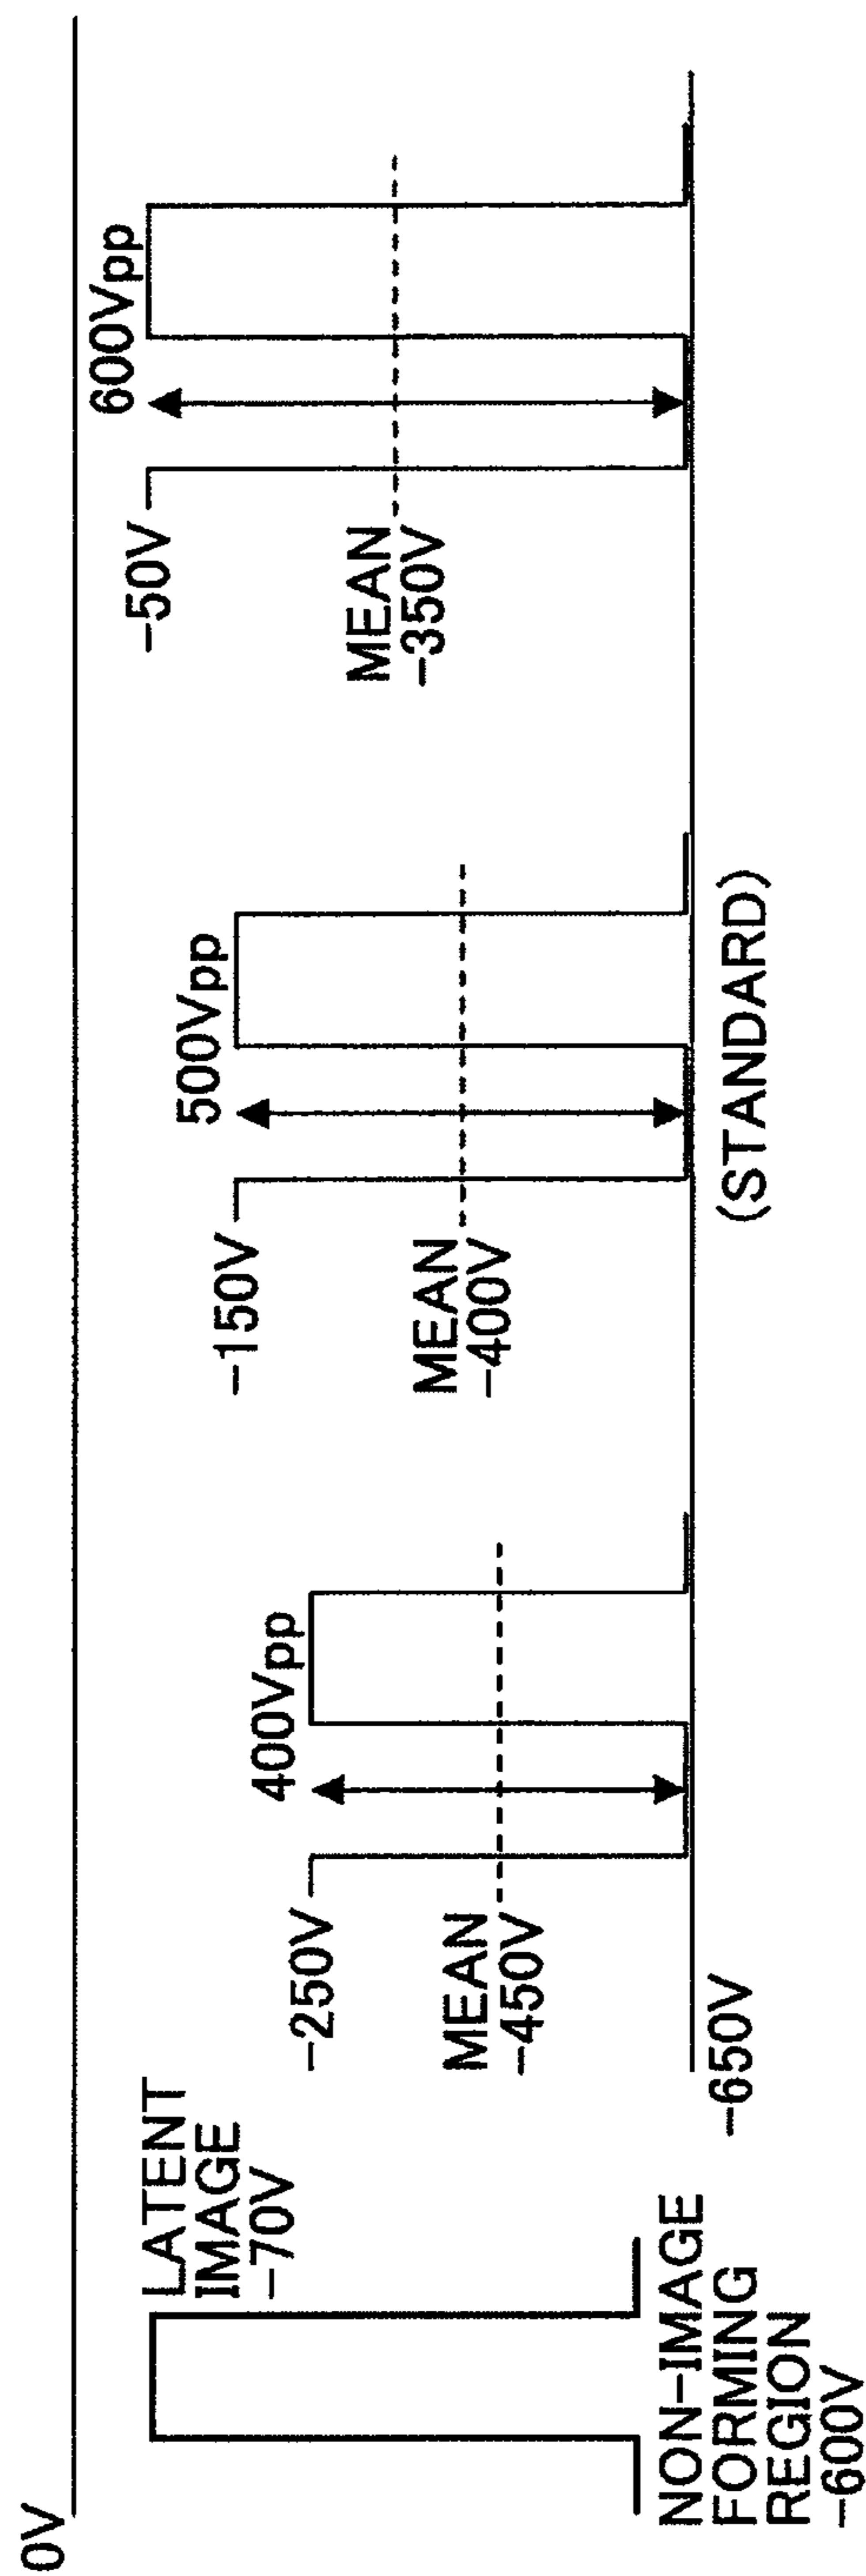 0V
LATENT
IMAGE
-70V
NON-IMAGE
FORMING
REGION
-600V
-650V
400Vpp
-250V
MEAN
-450V
500Vpp
-150V
MEAN
-400V
(STANDARD)
600Vpp
-50V
MEAN
-350V